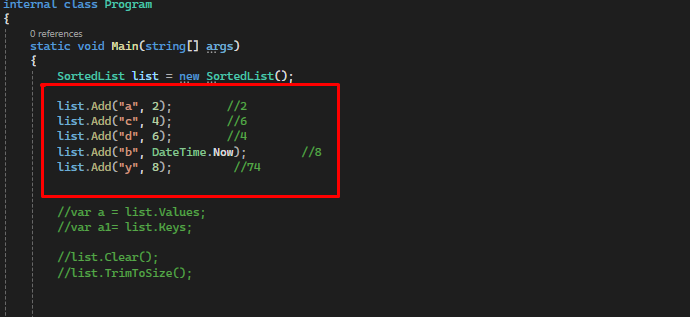 internal class Program
{
0 references
static void Main(string[] args)
{
SortedList list = new SortedList();
list.Add("a", 2); //2
list.Add("c", 4); //6
list.Add("d", 6); //4
list.Add("b", DateTime.Now); //8
list.Add("y", 8); //74
//var a = list.Values;
//var a1= list.Keys;
//list.Clear();
//list.TrimToSize();